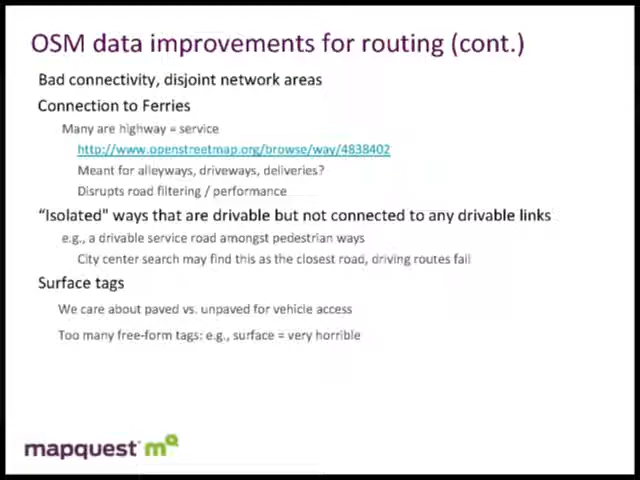 OSM data improvements for routing (cont.)
Bad connectivity, disjoint network areas
Connection to Ferries
Many are highway = service
http://www.openstreetmap.org/browse/way/4838402
Meant for alleyways, driveways, deliveries?
Disrupts road filtering / performance
“Isolated" ways that are drivable but not connected to any drivable links
e.g., a drivable service road amongst pedestrian ways
City center search may find this as the closest road, driving routes fail
Surface tags
We care about paved vs. unpaved for vehicle access
Too many free-form tags: e.g., surface = very horrible
mapquest mq